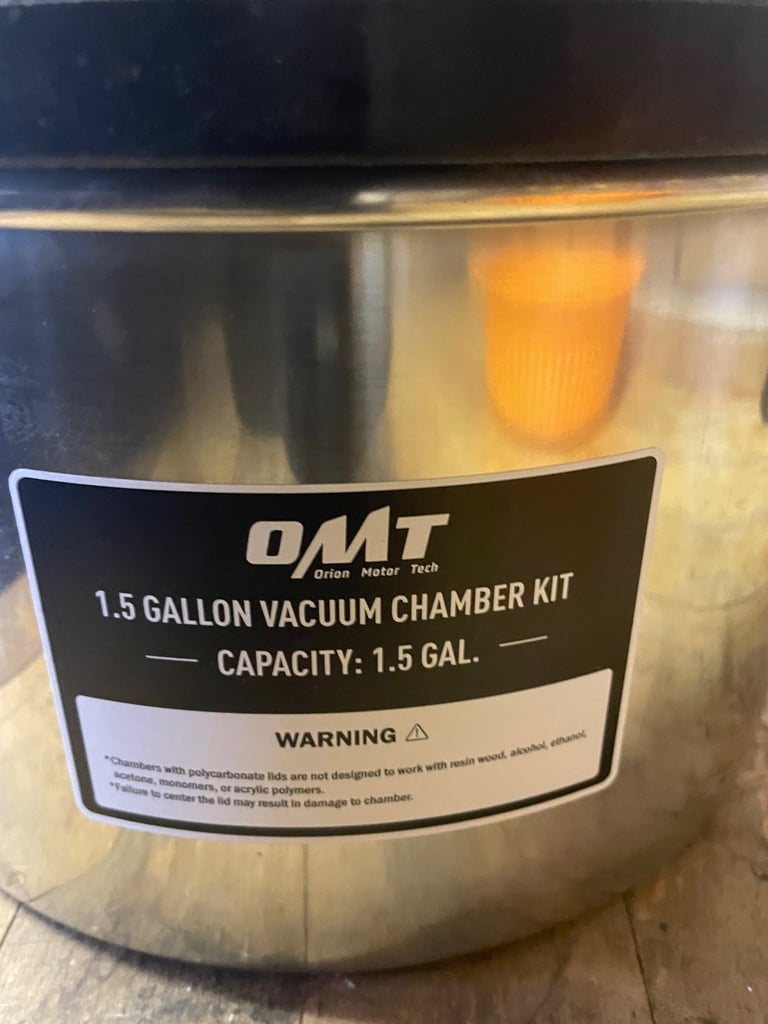 OMT
Orion Motor Tech
1.5 GALLON VACUUM CHAMBER KIT
CAPACITY: 1.5 GAL.
WARNING ⚠
*Chambers with polycarbonate lids are not designed to work with resin wood, alcohol, ethanol,
acetone, monomers, or acrylic polymers.
*Failure to center the lid may result in damage to chamber.